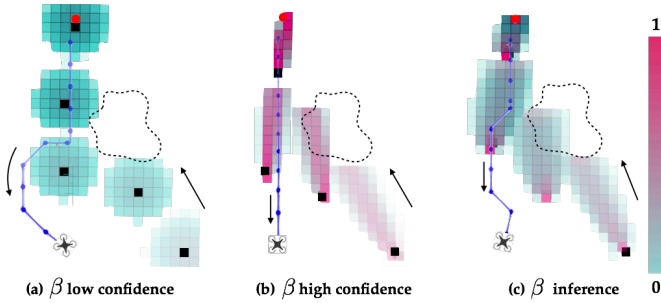 1
0
(a) β low confidence
(b) β high confidence
(c) β inference